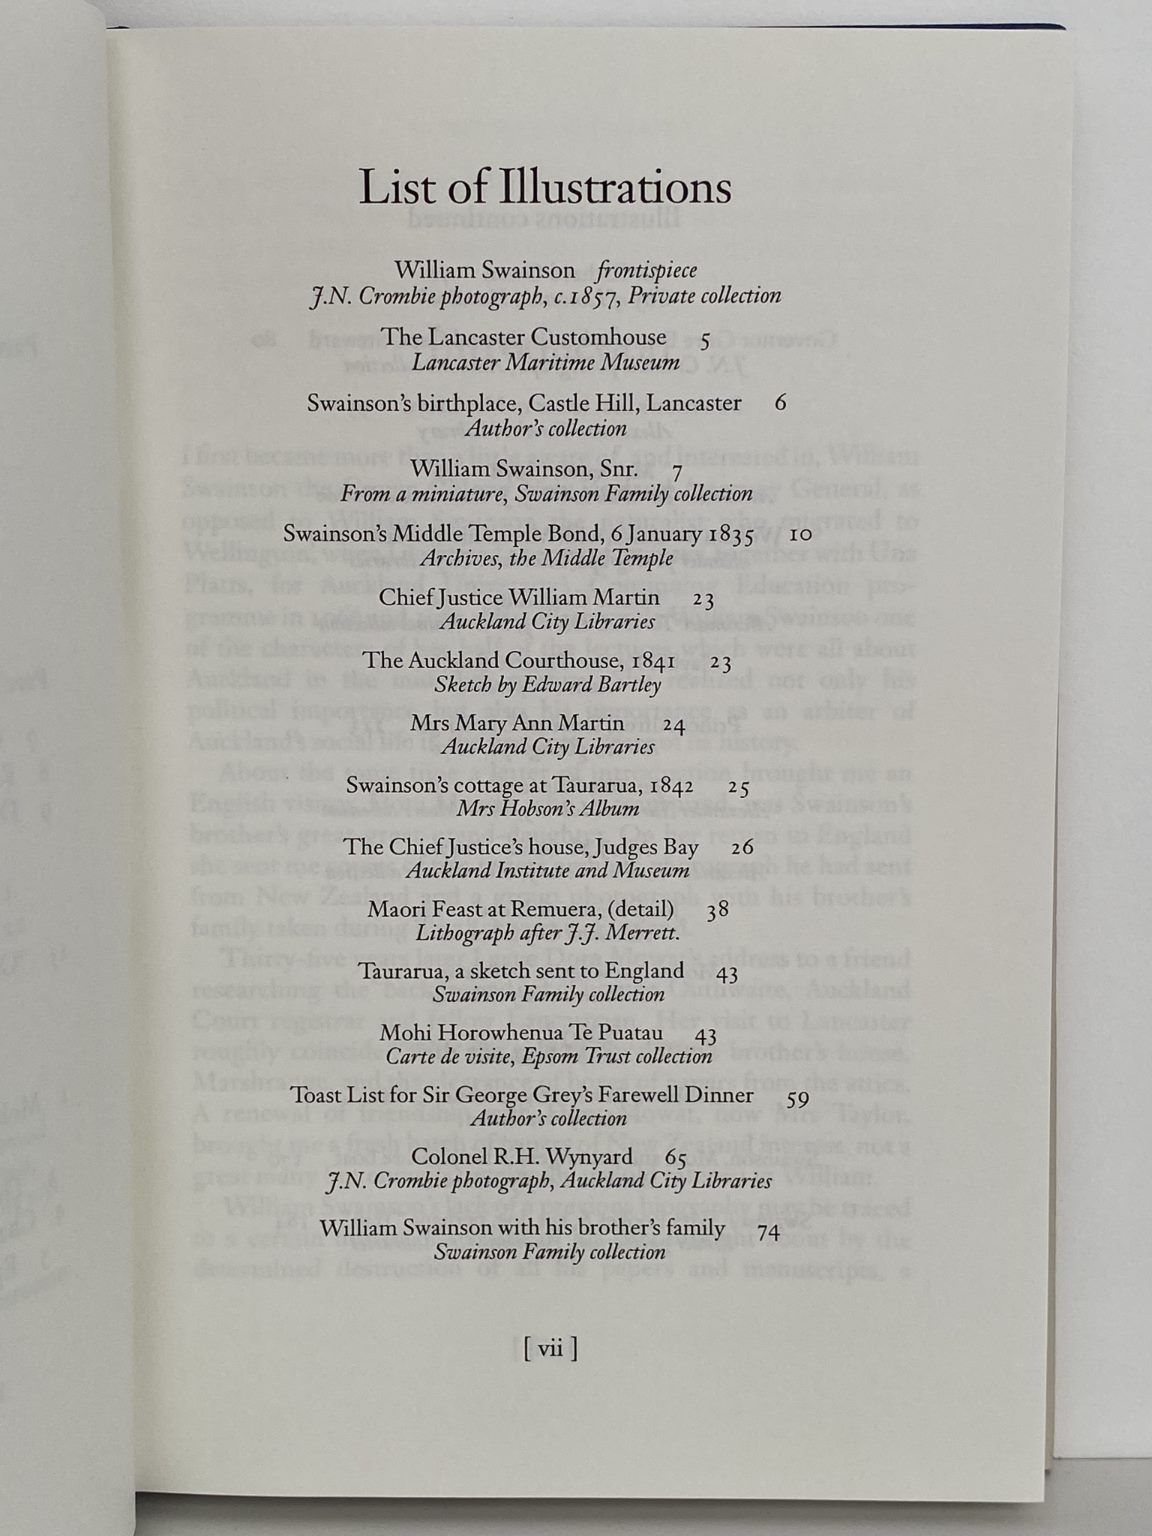 List of Illustrations
William Swainson frontispiece
J.N. Crombie photograph, c.1857, Private collection
The Lancaster Customhouse 5
Lancaster Maritime Museum
Swainson's birthplace, Castle Hill, Lancaster 6
Author's collection
William Swainson, Snr. 7
From a miniature, Swainson Family collection
Swainson's Middle Temple Bond, 6 January 1835 10
Archives, the Middle Temple
Chief Justice William Martin 23
Auckland City Libraries
The Auckland Courthouse, 1841 23
Sketch by Edward Bartley
Mrs Mary Ann Martin 24
Auckland City Libraries
Swainson's cottage at Taurarua, 1842 25
Mrs Hobson's Album
The Chief Justice's house, Judges Bay 26
Auckland Institute and Museum
Maori Feast at Remuera, (detail) 38
Lithograph after J.J. Merrett.
Taurarua, a sketch sent to England 43
Swainson Family collection
Mohi Horowhenua Te Puatau 43
Carte de visite, Epsom Trust collection
Toast List for Sir George Grey's Farewell Dinner 59
Author's collection
Colonel R.H. Wynyard 65
J.N. Crombie photograph, Auckland City Libraries
William Swainson with his brother's family 74
Swainson Family collection
[ vii ]